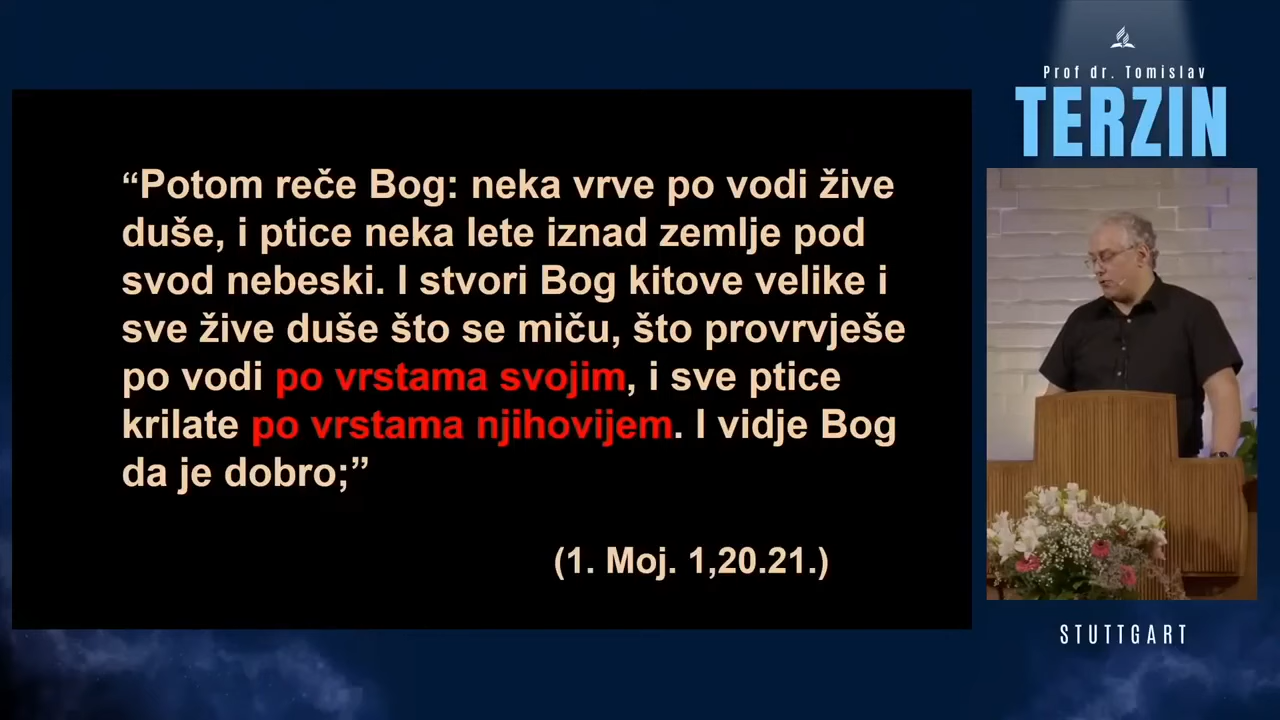 “Potom reče Bog: neka vrve po vodi žive
duše, i ptice neka lete iznad zemlje pod
svod nebeski. I stvori Bog kitove velike i
sve žive duše što se miču, što provrvješe
po vodi po vrstama svojim, i sve ptice
krilate po vrstama njihovijem. I vidje Bog
da je dobro;”
(1. Moj. 1,20.21.)
Prof dr. Tomislav
TERZIN
STUTTGART